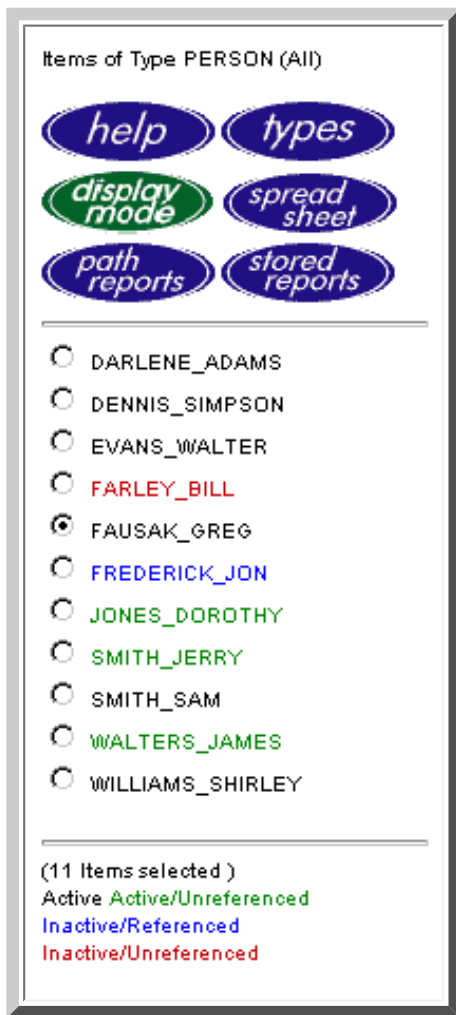 Items of Type PERSON (All)
help types
display mode spread sheet
path reports stored reports
DARLENE_ADAMS
DENNIS_SIMPSON
EVANS_WALTER
FARLEY_BILL
FAUSAK_GREG
FREDERICK_JON
JONES_DOROTHY
SMITH_JERRY
SMITH_SAM
WALTERS_JAMES
WILLIAMS_SHIRLEY
(11 Items selected )
Active Active/Unreferenced
Inactive/Referenced
Inactive/Unreferenced